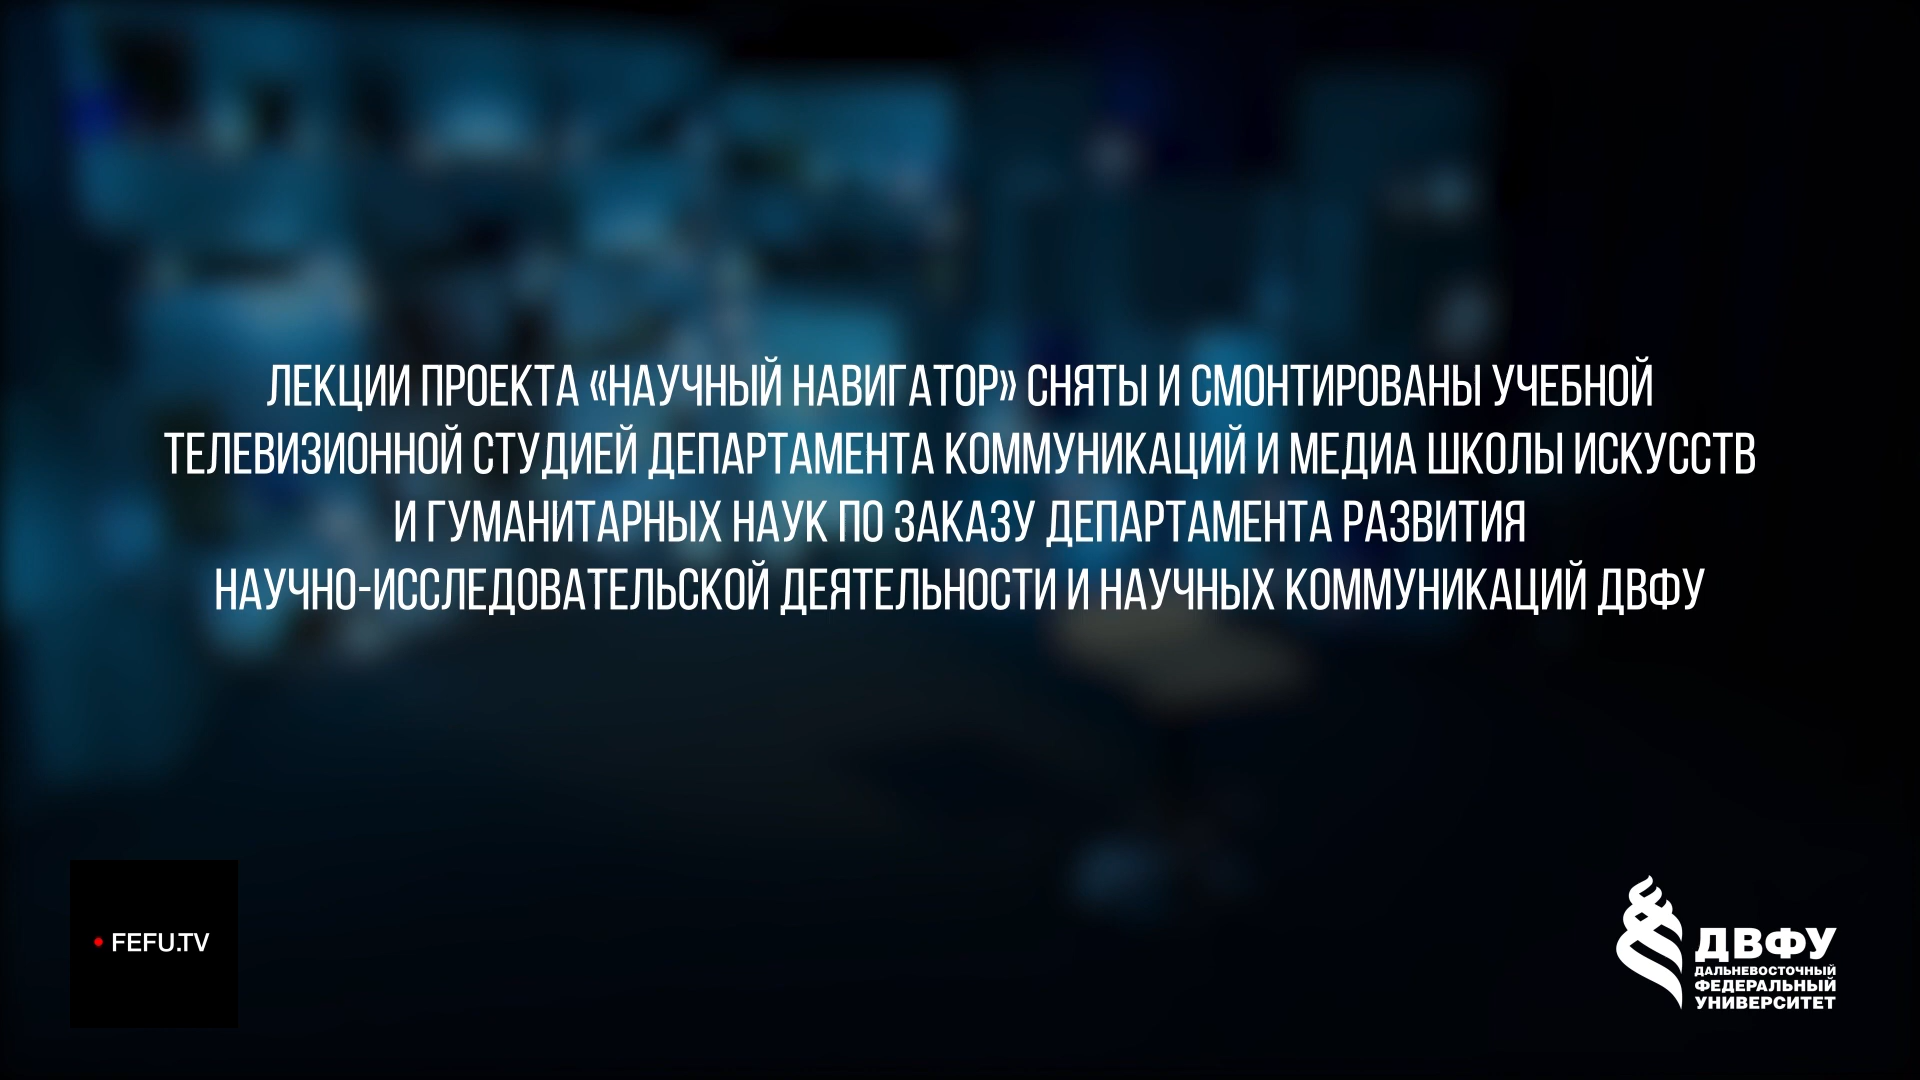 ЛЕКЦИИ ПРОЕКТА «НАУЧНЫЙ НАВИГАТОР» СНЯТЫ И СМОНТИРОВАНЫ УЧЕБНОЙ
ТЕЛЕВИЗИОННОЙ СТУДИЕЙ ДЕПАРТАМЕНТА КОММУНИКАЦИЙ И МЕДИА ШКОЛЫ ИСКУССТВ
И ГУМАНИТАРНЫХ НАУК ПО ЗАКАЗУ ДЕПАРТАМЕНТА РАЗВИТИЯ
НАУЧНО-ИССЛЕДОВАТЕЛЬСКОЙ ДЕЯТЕЛЬНОСТИ И НАУЧНЫХ КОММУНИКАЦИЙ ДВФУ
FEFU.TV
ДВФУ
ДАЛЬНЕВОСТОЧНЫЙ
ФЕДЕРАЛЬНЫЙ
УНИВЕРСИТЕТ